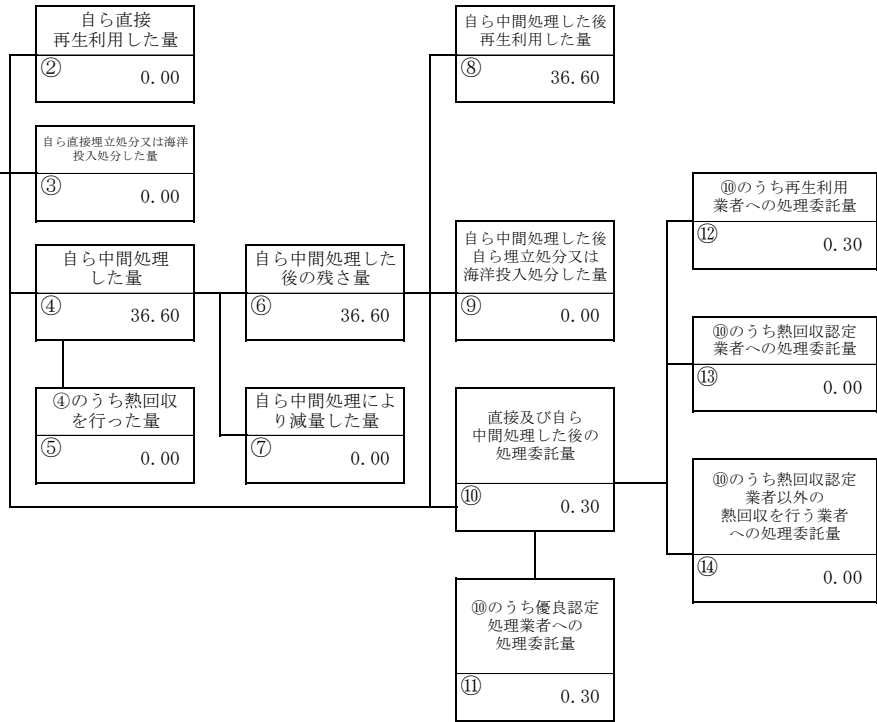 自ら直接
再生利用した量
②
0.00
自ら直接埋立処分又は海洋
投入処分した量
③
0.00
自ら中間処理
した量
④
36.60
④のうち熱回収
を行った量
⑤
0.00
自ら中間処理した
後の残さ量
⑥
36.60
自ら中間処理によ
り減量した量
⑦
0.00
自ら中間処理した後
再生利用した量
⑧
36.60
自ら中間処理した後
自ら埋立処分又は
海洋投入処分した量
⑨
0.00
直接及び自ら
中間処理した後の
処理委託量
⑩
0.30
⑩のうち優良認定
処理業者への
処理委託量
⑪
0.30
⑩のうち再生利用
業者への処理委託量
⑫
0.30
⑩のうち熱回収認定
業者への処理委託量
⑬
0.00
⑩のうち熱回収認定
業者以外の
熱回収を行う業者
への処理委託量
⑭
0.00